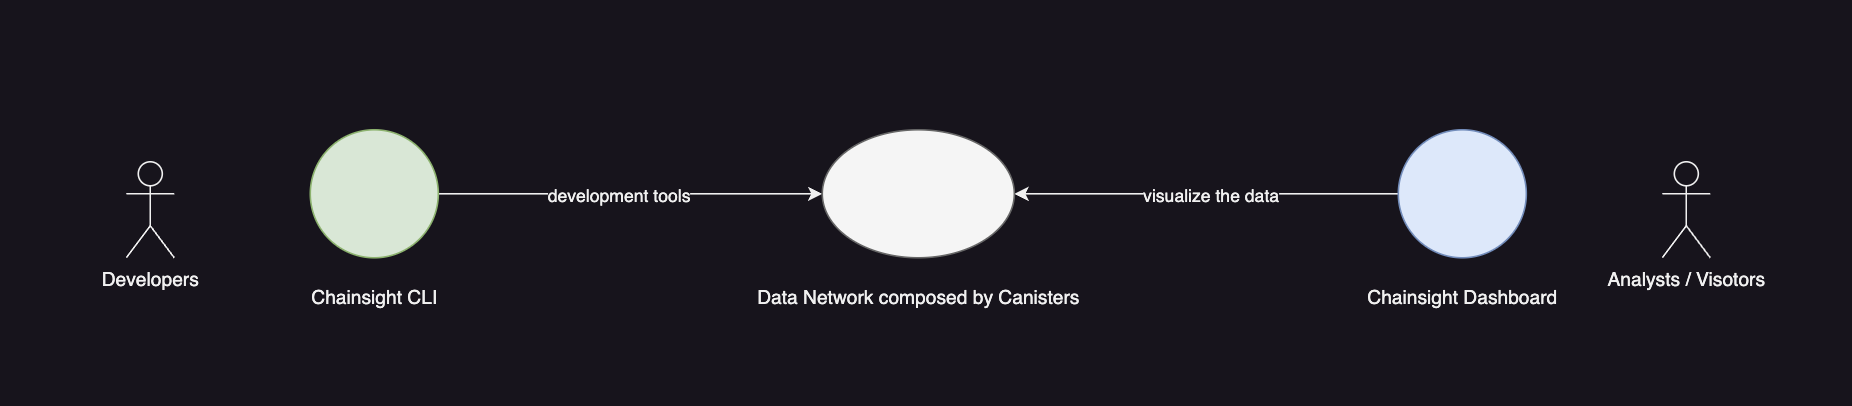 development tools
visualize the data
Developers
Analysts / Visotors
Chainsight CLI
Data Network composed by Canisters
Chainsight Dashboard